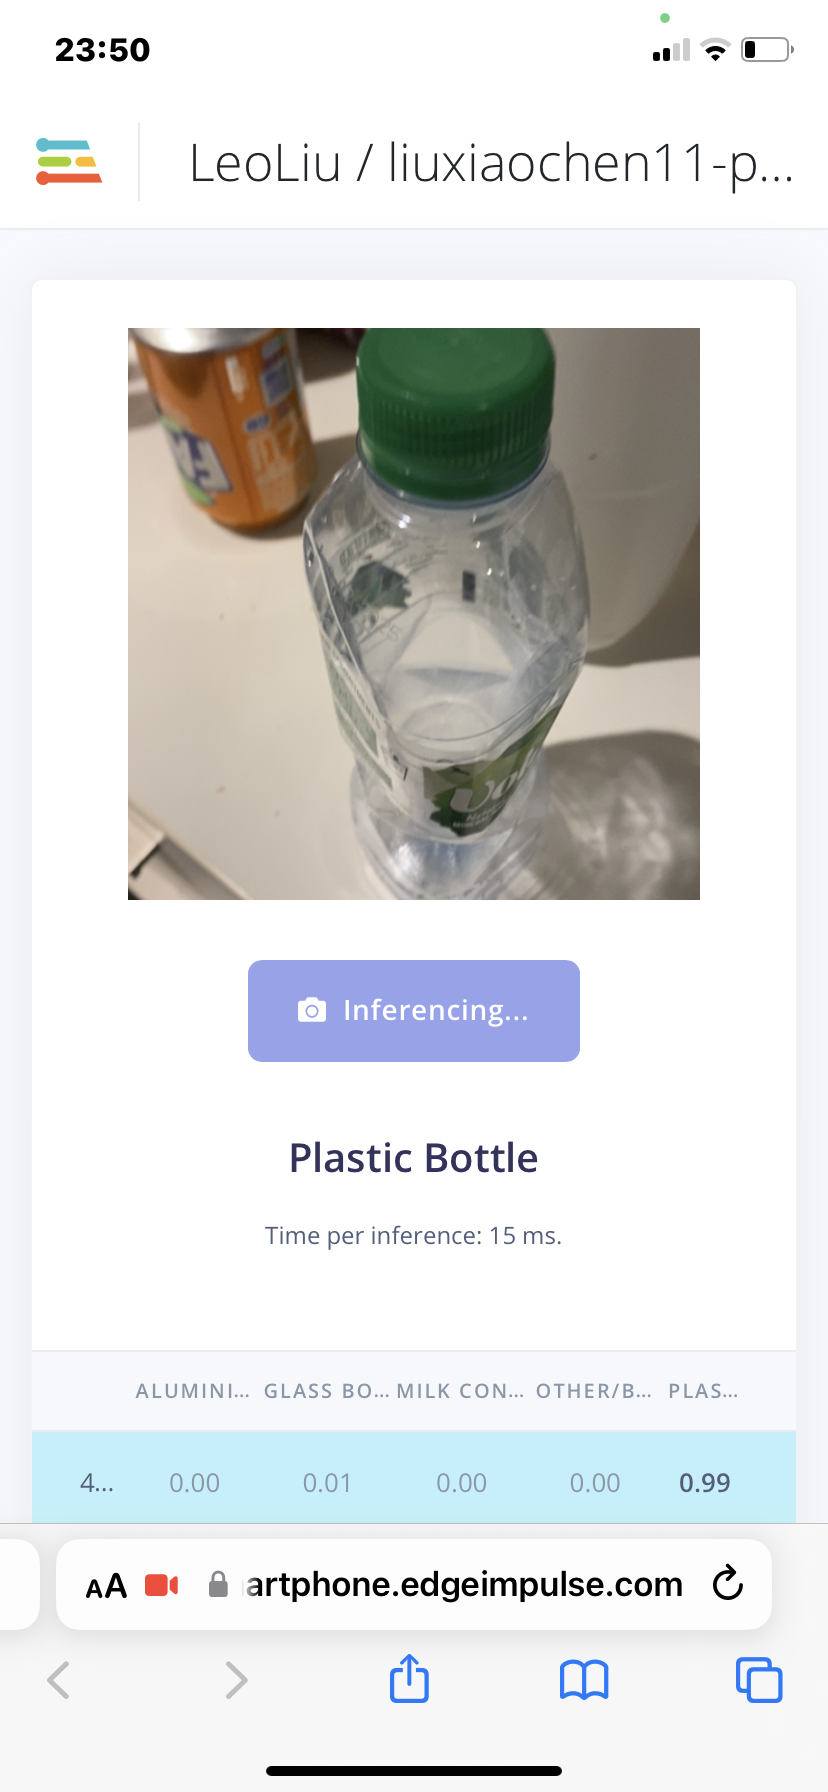 23:50
LeoLiu / liuxiaochen11-p...
Inferencing...
Plastic Bottle
Time per inference: 15 ms.
ALUMINI... GLASS BO... MILK CON... OTHER/B... PLAS...
4... 0.00 0.01 0.00 0.00 0.99
AA artphone.edgeimpulse.com